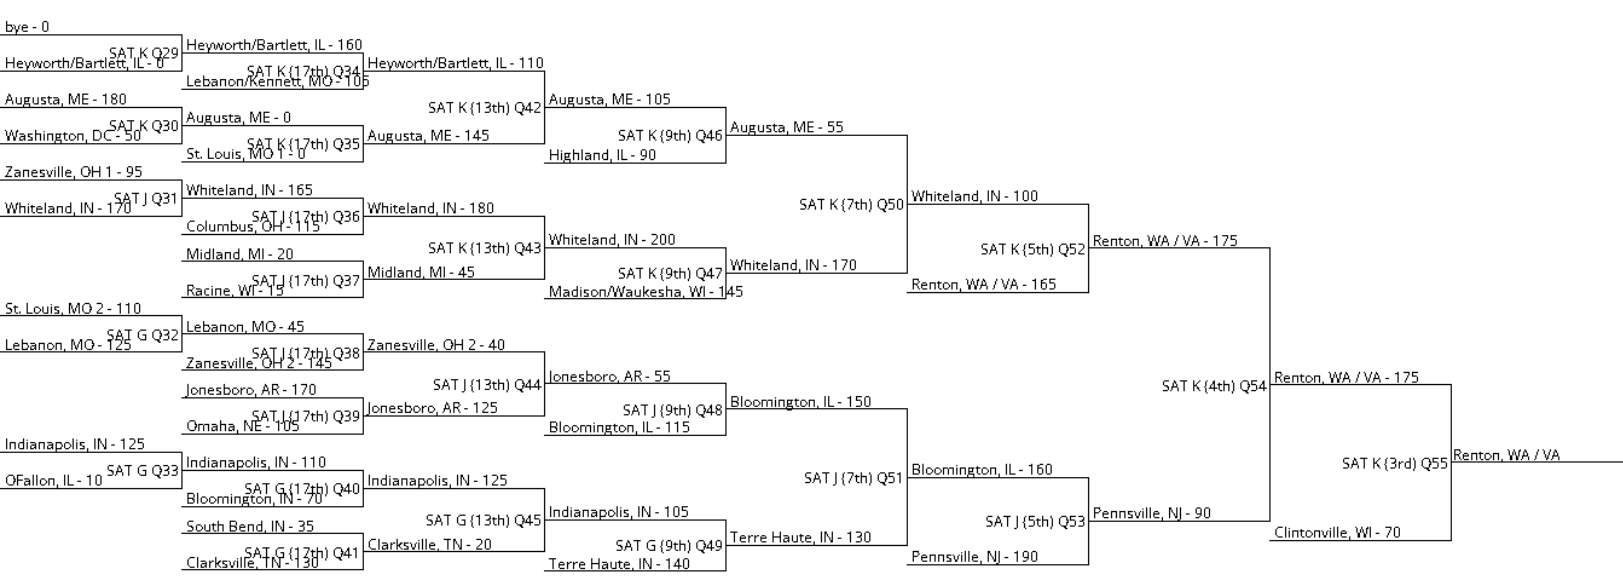 bye - 0
SAT K Q29
Heyworth/Bartlett, IL - 0
Augusta, ME - 180
SAT K Q30
Washington, DC - 50
Zanesville, OH 1 - 95
SAT J Q31
Whiteland, IN - 170
St. Louis, MO 2 - 110
SAT G Q32
Lebanon, MO - 125
Indianapolis, IN - 125
SAT G Q33
OFallon, IL - 10
Heyworth/Bartlett, IL - 160
SAT K (17th) Q34
Lebanon/Kennett, MO - 105
Augusta, ME - 0
SAT K (17th) Q35
St. Louis, MO 1 - 0
Whiteland, IN - 165
SAT J (17th) Q36
Columbus, OH - 115
Midland, MI - 20
SAT J (17th) Q37
Racine, WI - 15
Lebanon, MO - 45
SAT J (17th) Q38
Zanesville, OH 2 - 145
Jonesboro, AR - 170
SAT J (17th) Q39
Omaha, NE - 105
Indianapolis, IN - 110
SAT G (17th) Q40
Bloomington, IN - 70
South Bend, IN - 35
SAT G (17th) Q41
Clarksville, TN - 130
Heyworth/Bartlett, IL - 110
SAT K (13th) Q42
Augusta, ME - 145
Whiteland, IN - 180
SAT K (13th) Q43
Midland, MI - 45
Zanesville, OH 2 - 40
SAT J (13th) Q44
Jonesboro, AR - 125
Indianapolis, IN - 125
SAT G (13th) Q45
Clarksville, TN - 20
Augusta, ME - 105
SAT K (9th) Q46
Highland, IL - 90
Whiteland, IN - 200
SAT K (9th) Q47
Madison/Waukesha, WI - 145
Jonesboro, AR - 55
SAT J (9th) Q48
Bloomington, IL - 115
Indianapolis, IN - 105
SAT G (9th) Q49
Terre Haute, IN - 140
Augusta, ME - 55
SAT K (7th) Q50
Whiteland, IN - 170
Bloomington, IL - 150
SAT J (7th) Q51
Terre Haute, IN - 130
Whiteland, IN - 100
SAT K (5th) Q52
Renton, WA / VA - 165
Bloomington, IL - 160
SAT J (5th) Q53
Pennsville, NJ - 190
Renton, WA / VA - 175
SAT K (4th) Q54
Pennsville, NJ - 90
Renton, WA / VA - 175
SAT K (3rd) Q55
Clintonville, WI - 70
Renton, WA / VA